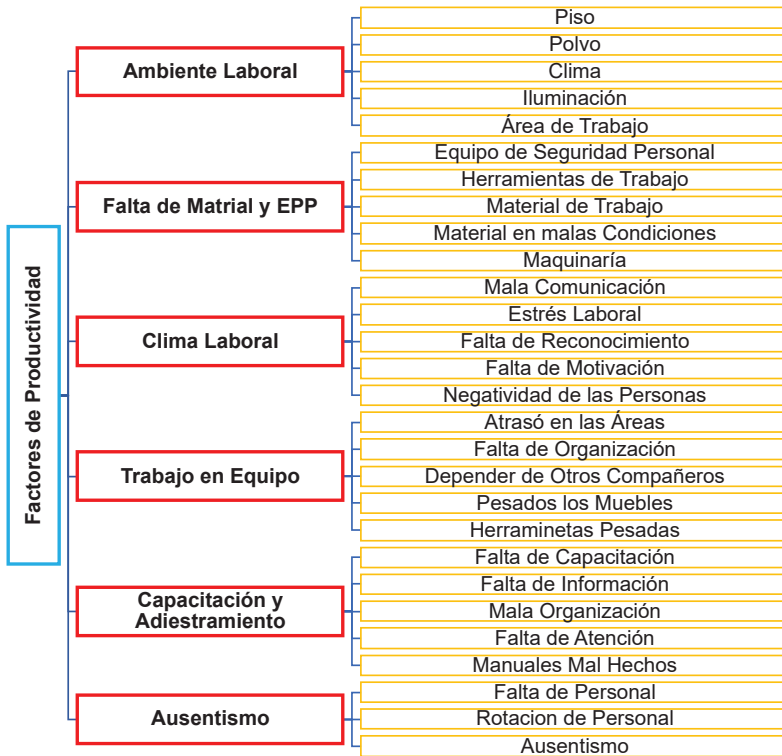 Factores de Productividad
Ambiente Laboral
Piso
Polvo
Clima
Iluminación
Área de Trabajo
Falta de Matrial y EPP
Equipo de Seguridad Personal
Herramientas de Trabajo
Material de Trabajo
Material en malas Condiciones
Maquinaría
Clima Laboral
Mala Comunicación
Estrés Laboral
Falta de Reconocimiento
Falta de Motivación
Negatividad de las Personas
Trabajo en Equipo
Atrasó en las Áreas
Falta de Organización
Depender de Otros Compañeros
Pesados los Muebles
Herraminetas Pesadas
Capacitación y
Adiestramiento
Falta de Capacitación
Falta de Información
Mala Organización
Falta de Atención
Manuales Mal Hechos
Ausentismo
Falta de Personal
Rotacion de Personal
Ausentismo